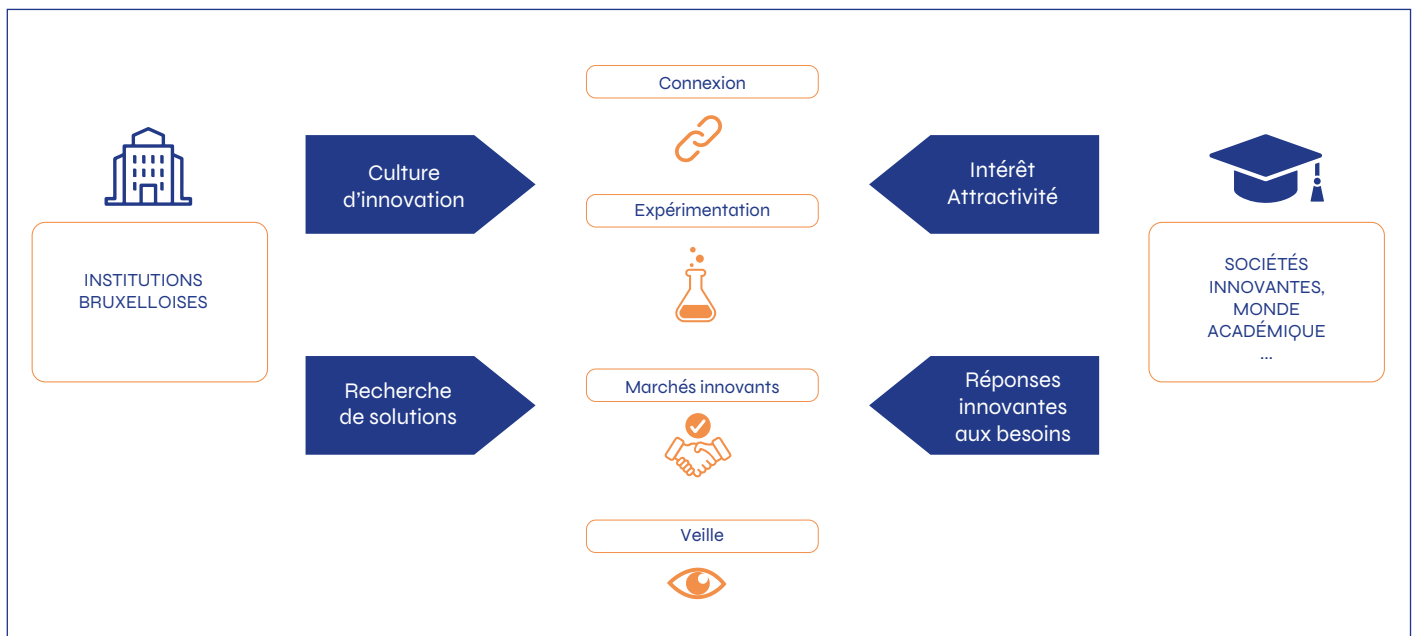 INSTITUTIONS
BRUXELLOISES
Culture
d'innovation
Recherche
de solutions
Connexion
Expérimentation
Marchés innovants
Veille
Intérêt
Attractivité
Réponses
innovantes
aux besoins
SOCIÉTÉS
INNOVANTES,
MONDE
ACADÉMIQUE
...